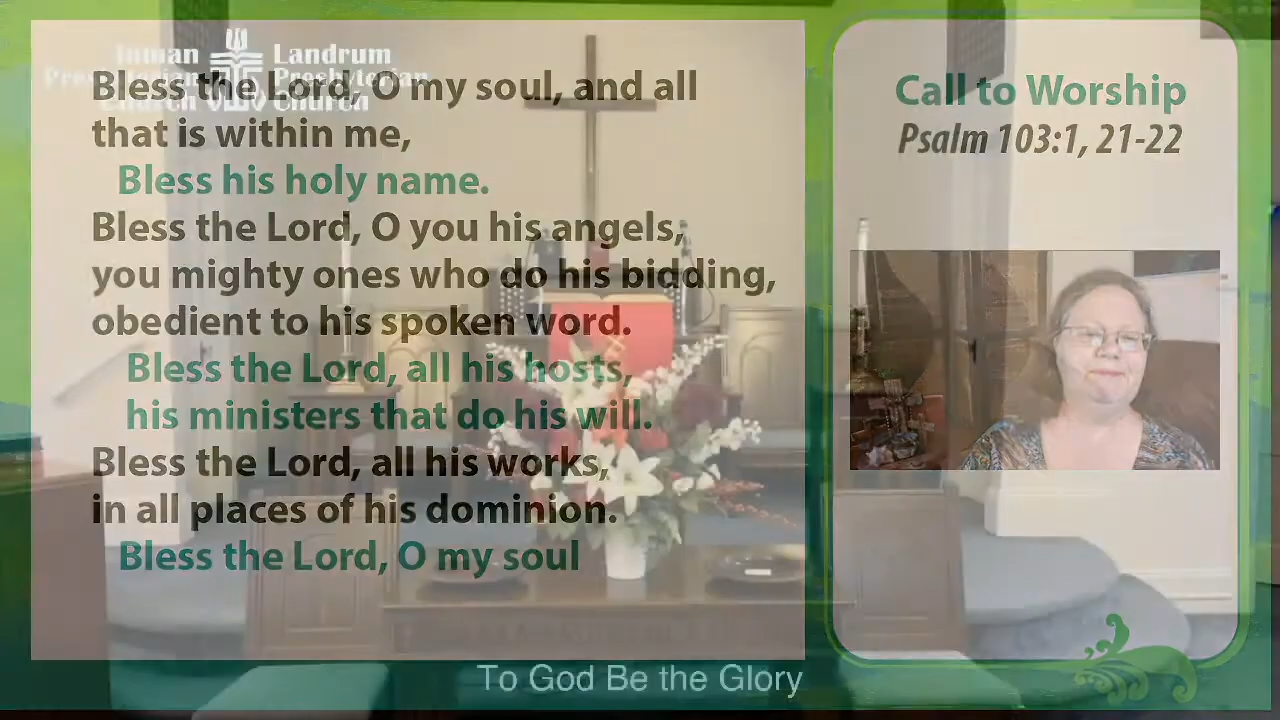 Inman Landrum
Presbyterian Presbyterian
Church Church
Bless the Lord, O my soul, and all
that is within me,
Bless his holy name.
Bless the Lord, O you his angels,
you mighty ones who do his bidding,
obedient to his spoken word.
Bless the Lord, all his hosts,
his ministers that do his will.
Bless the Lord, all his works,
in all places of his dominion.
Bless the Lord, O my soul
Call to Worship
Psalm 103:1, 21-22
To God Be the Glory